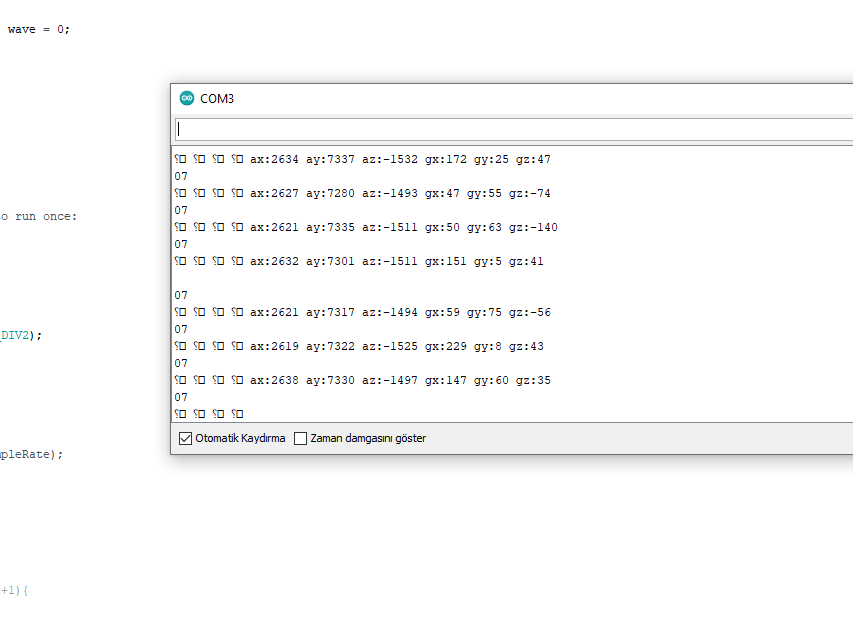 wave = 0;
COM3
ax:2634 ay:7337 az:-1532 gx:172 gy:25 gz:47
07
ax:2627 ay:7280 az:-1493 gx:47 gy:55 gz:-74
07
to run once:
ax:2621 ay:7335 az:-1511 gx:50 gy:63 gz:-140
07
ax:2632 ay:7301 az:-1511 gx:151 gy:5 gz:41
07
ax:2621 ay:7317 az:-1494 gx:59 gy:75 gz:-56
07
_DIV2);
ax:2619 ay:7322 az:-1525 gx:229 gy:8 gz:43
07
ax:2638 ay:7330 az:-1497 gx:147 gy:60 gz:35
07
Otomatik Kaydırma Zaman damgasını göster
mpleRate);
+1){